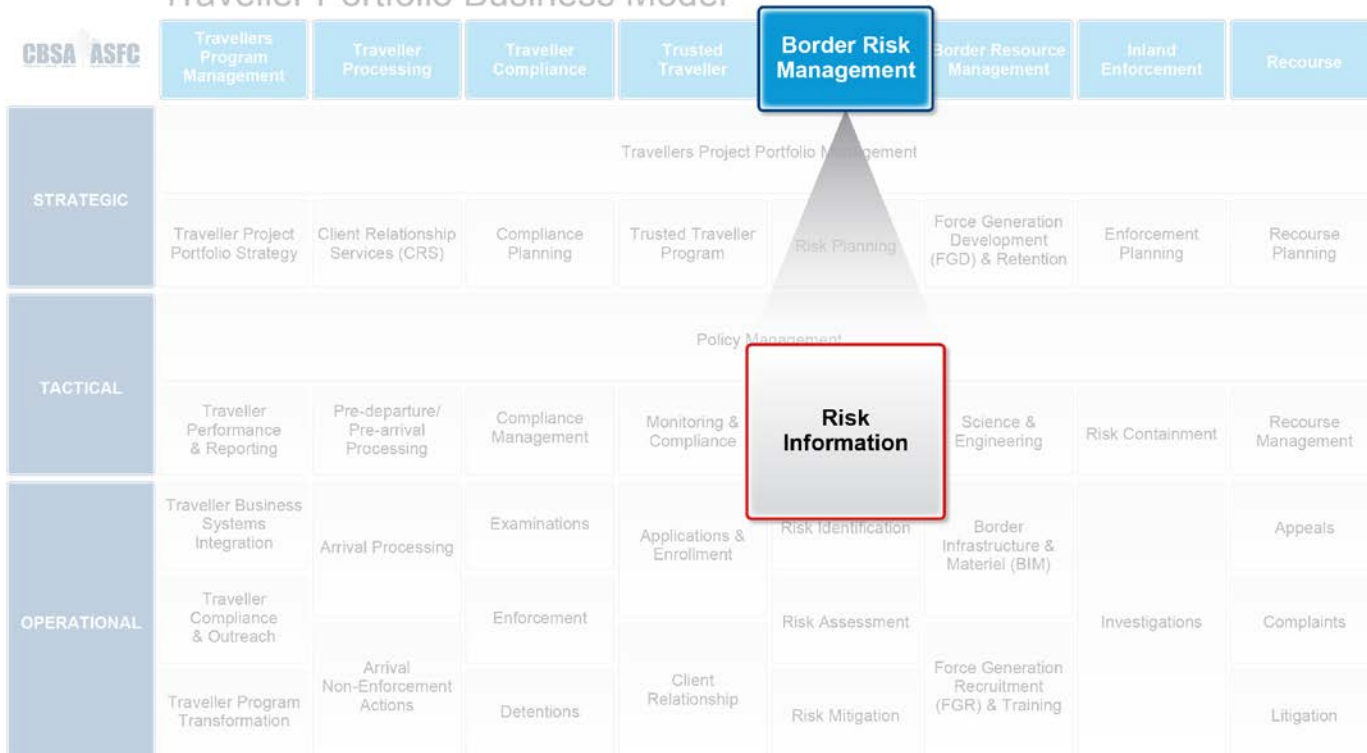 Traveller Portfolio Business Model
CBSA ASFC
Travellers
Program
Management
Traveller
Processing
Traveller
Compliance
Trusted
Traveller
Border Risk
Management
Border Resource
Management
Inland
Enforcement
Recourse
STRATEGIC
Travellers Project Portfolio Management
Traveller Project
Portfolio Strategy
Client Relationship
Services (CRS)
Compliance
Planning
Trusted Traveller
Program
Risk Planning
Force Generation
Development
(FGD) & Retention
Enforcement
Planning
Recourse
Planning
TACTICAL
Policy Management
Traveller
Performance
& Reporting
Pre-departure/
Pre-arrival
Processing
Compliance
Management
Monitoring &
Compliance
Risk
Information
Science &
Engineering
Risk Containment
Recourse
Management
OPERATIONAL
Traveller Business
Systems
Integration
Traveller
Compliance
& Outreach
Traveller Program
Transformation
Arrival Processing
Arrival
Non-Enforcement
Actions
Examinations
Enforcement
Detentions
Applications &
Enrollment
Client
Relationship
Risk Identification
Risk Assessment
Risk Mitigation
Border
Infrastructure &
Materiel (BIM)
Force Generation
Recruitment
(FGR) & Training
Investigations
Appeals
Complaints
Litigation